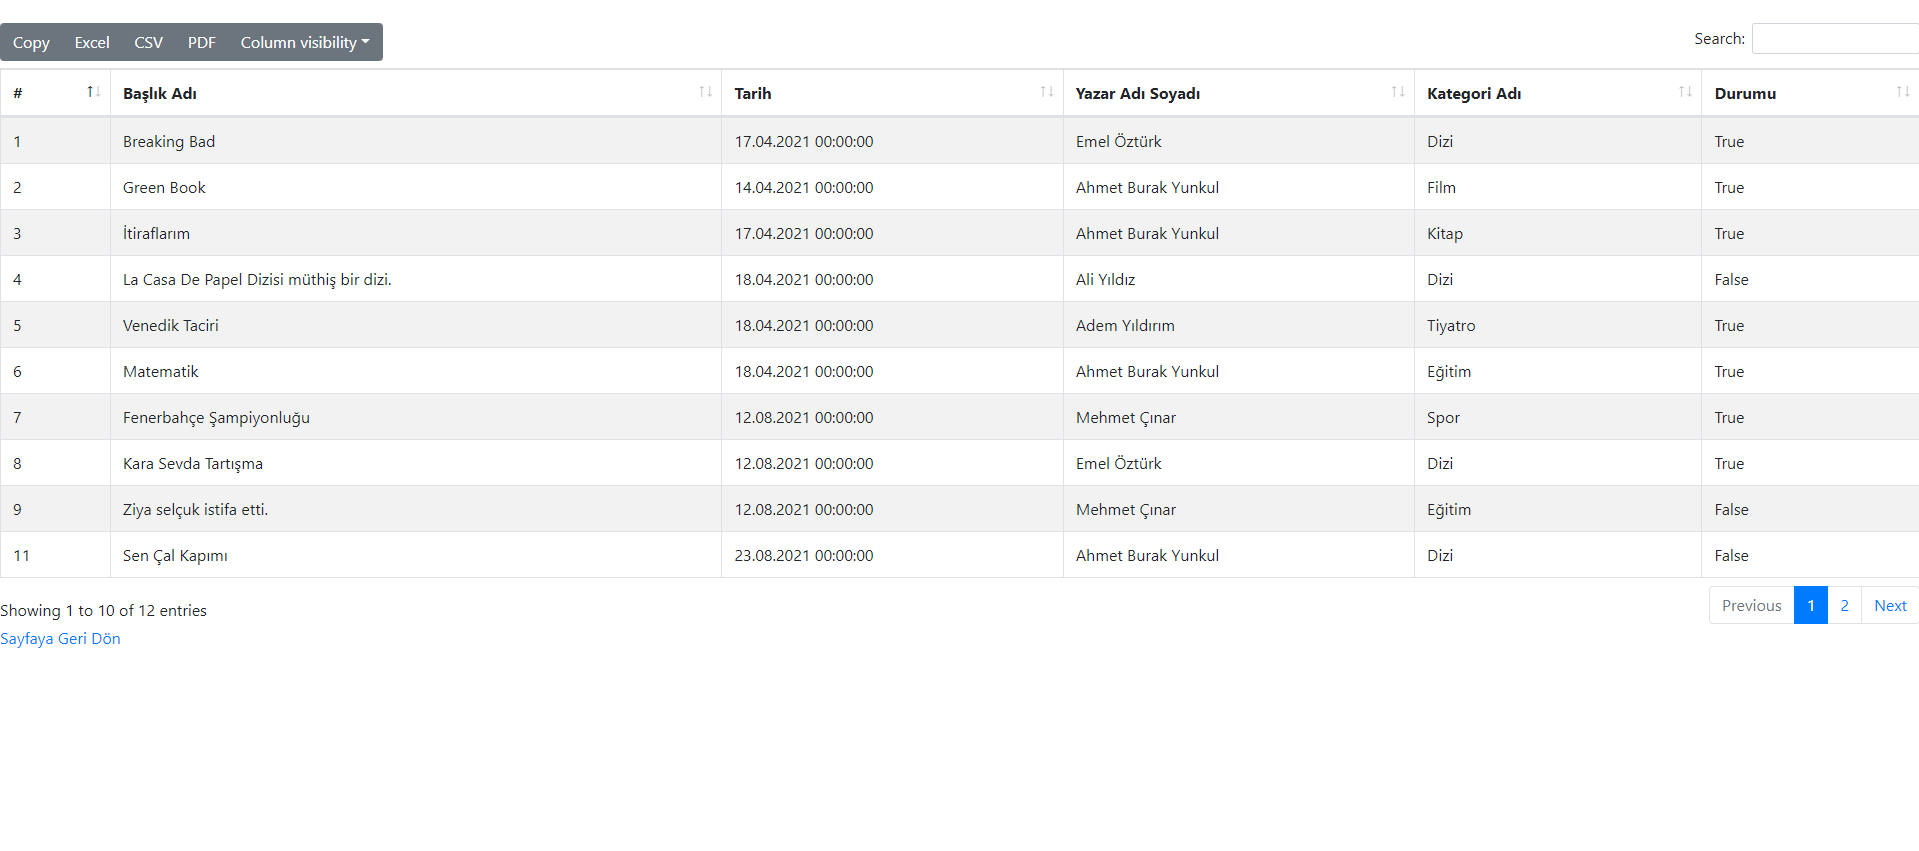 Copy Excel CSV PDF Column visibility Search:
# Başlık Adı Tarih Yazar Adı Soyadı Kategori Adı Durumu
1 Breaking Bad 17.04.2021 00:00:00 Emel Öztürk Dizi True
2 Green Book 14.04.2021 00:00:00 Ahmet Burak Yunkul Film True
3 İtiraflarım 17.04.2021 00:00:00 Ahmet Burak Yunkul Kitap True
4 La Casa De Papel Dizisi müthiş bir dizi. 18.04.2021 00:00:00 Ali Yıldız Dizi False
5 Venedik Taciri 18.04.2021 00:00:00 Adem Yıldırım Tiyatro True
6 Matematik 18.04.2021 00:00:00 Ahmet Burak Yunkul Eğitim True
7 Fenerbahçe Şampiyonluğu 12.08.2021 00:00:00 Mehmet Çınar Spor True
8 Kara Sevda Tartışma 12.08.2021 00:00:00 Emel Öztürk Dizi True
9 Ziya selçuk istifa etti. 12.08.2021 00:00:00 Mehmet Çınar Eğitim False
11 Sen Çal Kapımı 23.08.2021 00:00:00 Ahmet Burak Yunkul Dizi False
Showing 1 to 10 of 12 entries Previous 1 2 Next
Sayfaya Geri Dön